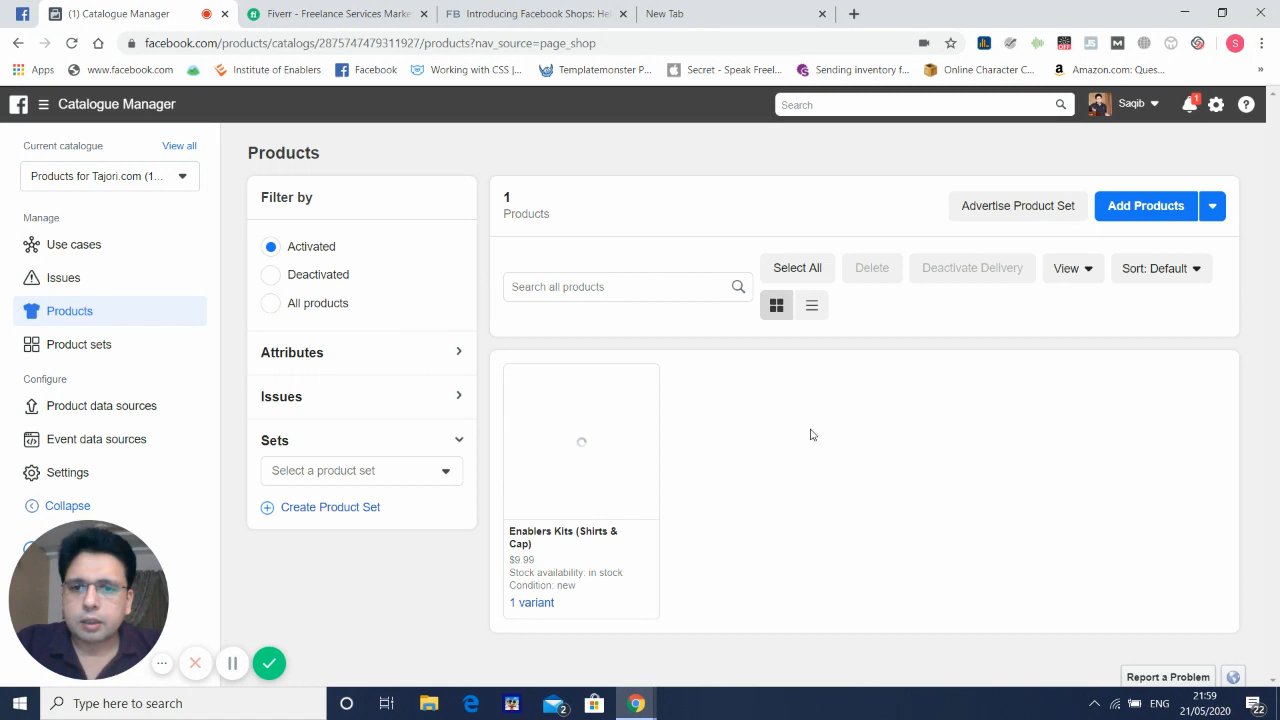 (1) Catalogue Manager
Fiverr - Freelance Services Marke
FB Introducing Facebook Shops: Hel
New Tab
facebook.com/products/catalogs/2875747479311927/products?nav_source=page_shop
S
Apps
www.facebook.com
Institute of Enablers
Facebook
Working with CSS |...
Templatemonster P...
Secret - Speak Freel...
Sending inventory f...
Online Character C...
Amazon.com: Ques...
Catalogue Manager
Search
Saqib
1
Current catalogue
View all
Products for Tajori.com (1...
Manage
Use cases
Issues
Products
Product sets
Configure
Product data sources
Event data sources
Settings
Collapse
Products
Filter by
Activated
Deactivated
All products
Attributes
Issues
Sets
Select a product set
Create Product Set
1
Products
Advertise Product Set
Add Products
Search all products
Select All
Delete
Deactivate Delivery
View
Sort: Default
Enablers Kits (Shirts &
Cap)
$9.99
Stock availability: in stock
Condition: new
1 variant
Report a Problem
Type here to search
2
ENG
21:59
21/05/2020
22